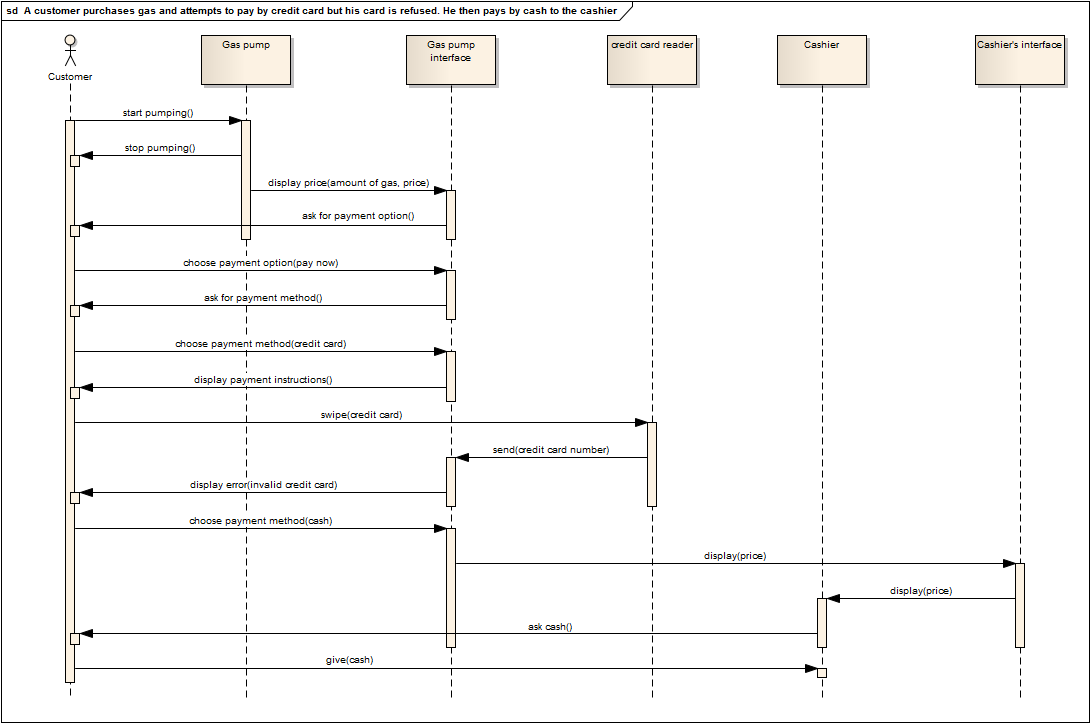 sd A customer purchases gas and attempts to pay by credit card but his card is refused. He then pays by cash to the cashier
Customer
Gas pump
Gas pump
interface
credit card reader
Cashier
Cashier's interface
start pumping()
stop pumping()
display price(amount of gas, price)
ask for payment option()
choose payment option(pay now)
ask for payment method()
choose payment method(credit card)
display payment instructions()
swipe(credit card)
send(credit card number)
display error(invalid credit card)
choose payment method(cash)
display(price)
display(price)
ask cash()
give(cash)